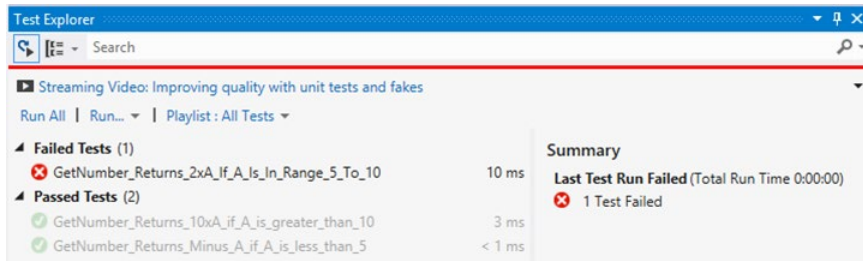 Test Explorer
Search
Streaming Video: Improving quality with unit tests and fakes
Run All | Run... | Playlist : All Tests
Failed Tests (1)
GetNumber_Returns_2xA_If_A_Is_In_Range_5_To_10 10 ms
Passed Tests (2)
GetNumber_Returns_10xA_if_A_is_greater_than_10 3 ms
GetNumber_Returns_Minus_A_if_A_is_less_than_5 < 1 ms
Summary
Last Test Run Failed (Total Run Time 0:00:00)
1 Test Failed